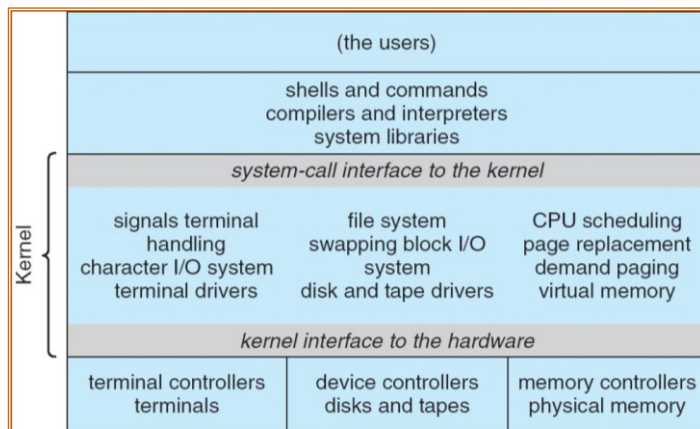 (the users)
shells and commands
compilers and interpreters
system libraries
Kernel
system-call interface to the kernel
signals terminal
handling
character I/O system
terminal drivers
file system
swapping block I/O
system
disk and tape drivers
CPU scheduling
page replacement
demand paging
virtual memory
kernel interface to the hardware
terminal controllers
terminals
device controllers
disks and tapes
memory controllers
physical memory